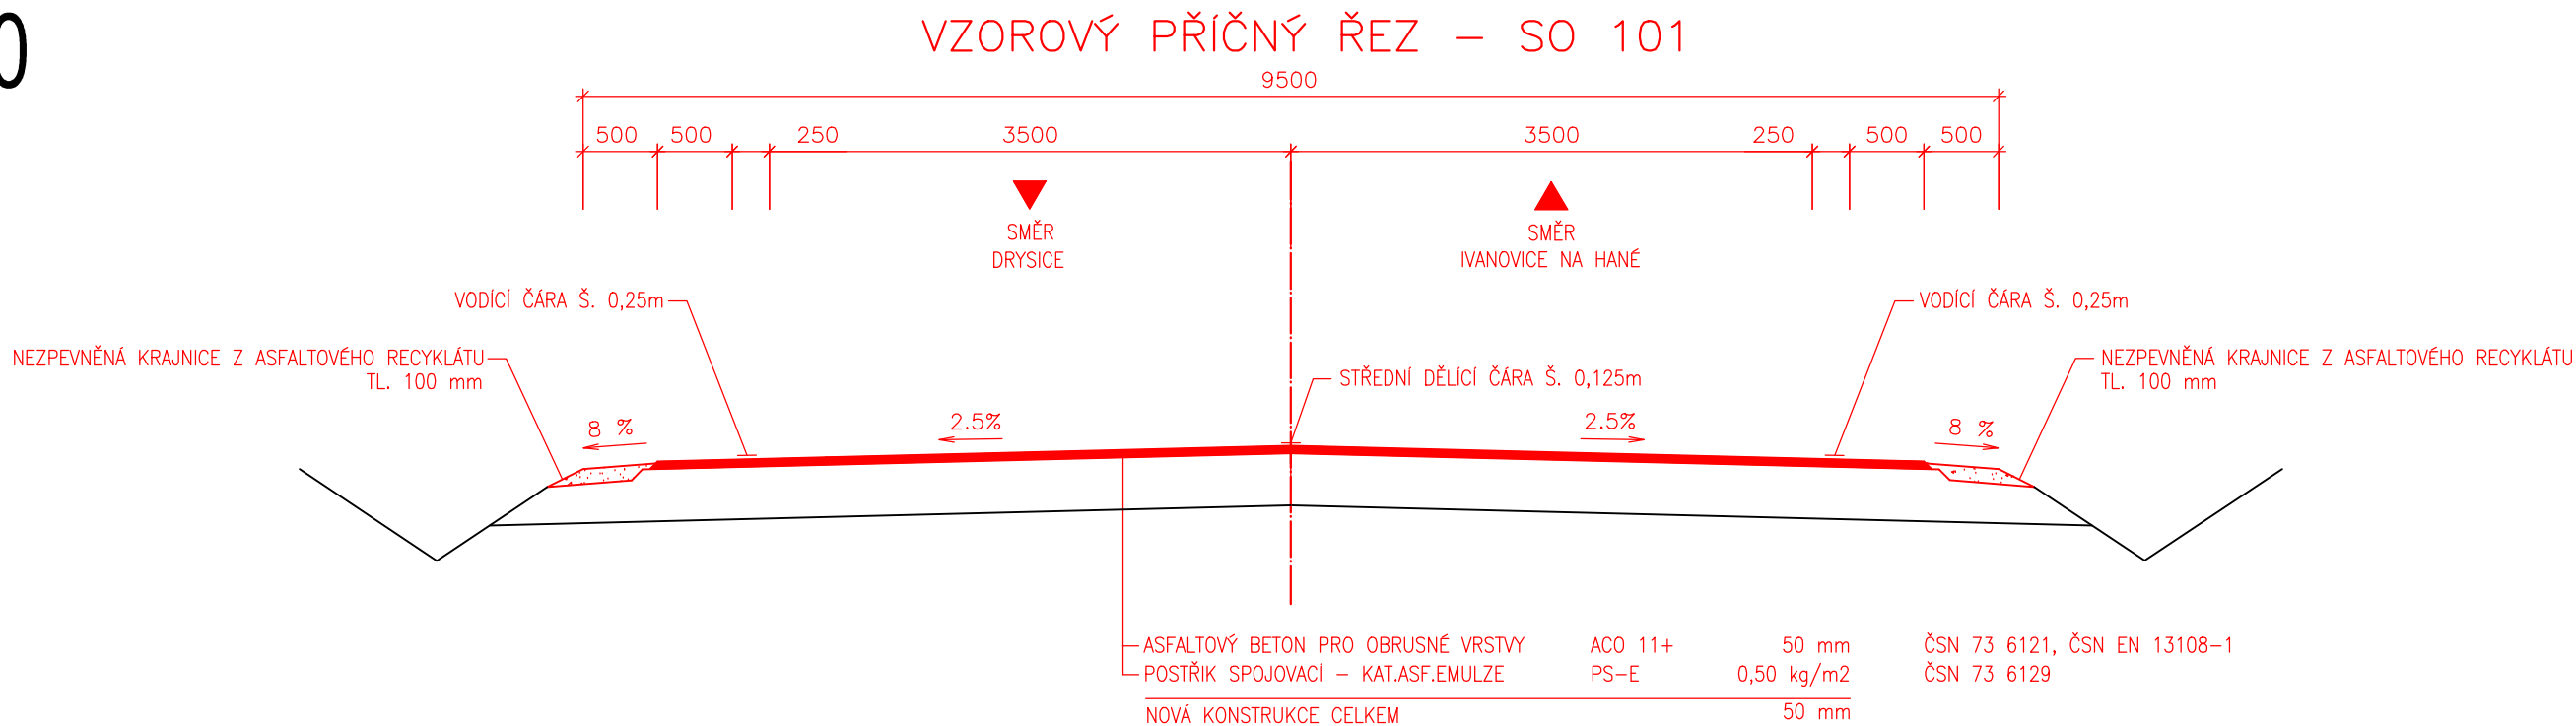 VZOROVÝ PŘÍČNÝ ŘEZ – SO 101
9500
500 500 250 3500 3500 250 500 500
SMĚR
DRYSICE
SMĚR
IVANOVICE NA HANÉ
VODÍCÍ ČÁRA Š. 0,25m
VODÍCÍ ČÁRA Š. 0,25m
NEZPEVNĚNÁ KRAJNICE Z ASFALTOVÉHO RECYKLÁTU
TL. 100 mm
STŘEDNÍ DĚLÍCÍ ČÁRA Š. 0,125m
NEZPEVNĚNÁ KRAJNICE Z ASFALTOVÉHO RECYKLÁTU
TL. 100 mm
8 % 2.5% 2.5% 8 %
ASFALTOVÝ BETON PRO OBRUSNÉ VRSTVY ACO 11+ 50 mm ČSN 73 6121, ČSN EN 13108–1
POSTŘIK SPOJOVACÍ – KAT.ASF.EMULZE PS–E 0,50 kg/m2 ČSN 73 6129
NOVÁ KONSTRUKCE CELKEM 50 mm